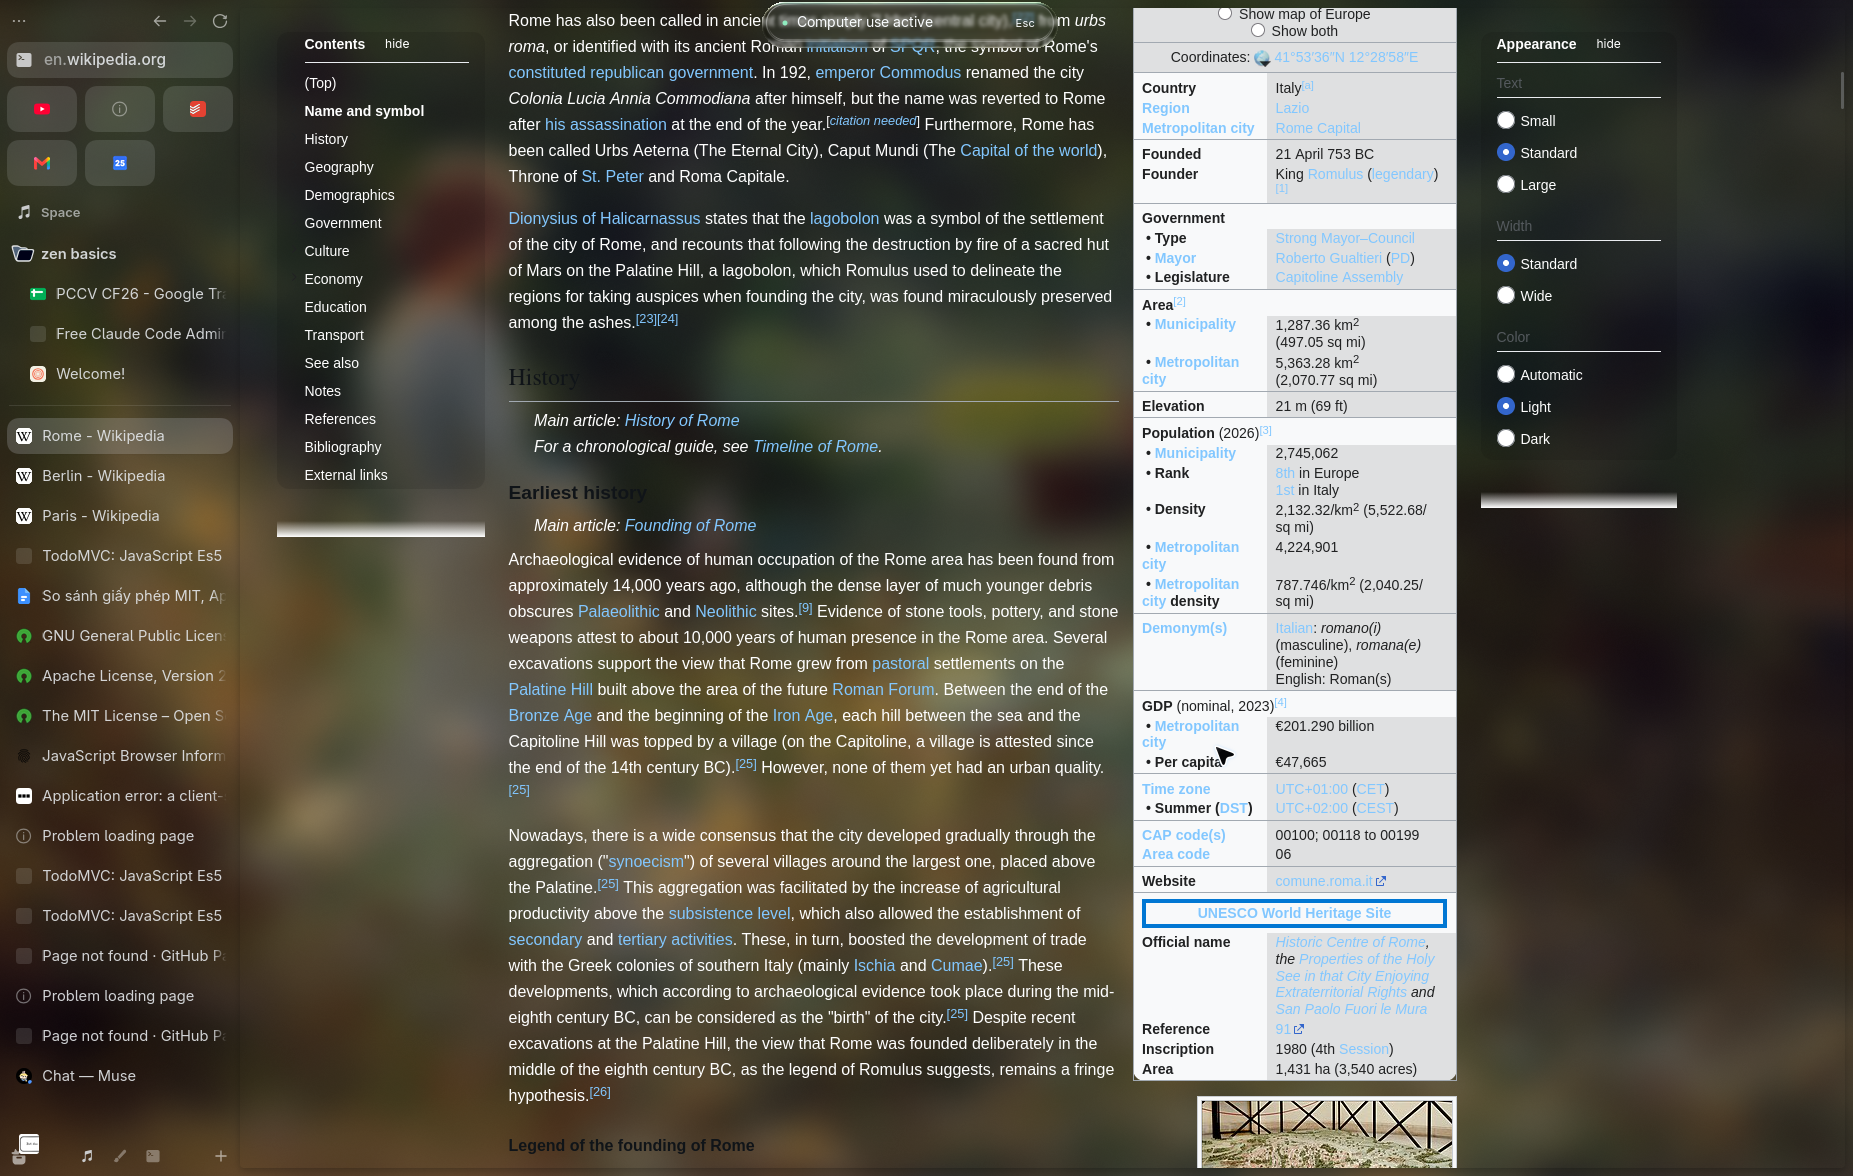 Computer use active
Esc
en.wikipedia.org
25
Space
zen basics
PCCV CF26 - Google Tra
Free Claude Code Admin
Welcome!
Rome - Wikipedia
Berlin - Wikipedia
Paris - Wikipedia
TodoMVC: JavaScript Es5
So sánh giấy phép MIT, Ap
GNU General Public Licen
Apache License, Version 2
The MIT License – Open S
JavaScript Browser Inform
Application error: a client-
Problem loading page
TodoMVC: JavaScript Es5
TodoMVC: JavaScript Es5
Page not found · GitHub Pa
Problem loading page
Page not found · GitHub Pa
Chat — Muse
Contents hide
(Top)
Name and symbol
History
Geography
Demographics
Government
Culture
Economy
Education
Transport
See also
Notes
References
Bibliography
External links
Rome has also been called in ancient central city), from urbs
roma, or identified with its ancient Roman initialism of SPQR, the symbol of Rome's
constituted republican government. In 192, emperor Commodus renamed the city
Colonia Lucia Annia Commodiana after himself, but the name was reverted to Rome
after his assassination at the end of the year.[citation needed] Furthermore, Rome has
been called Urbs Aeterna (The Eternal City), Caput Mundi (The Capital of the world),
Throne of St. Peter and Roma Capitale.
Dionysius of Halicarnassus states that the lagobolon was a symbol of the settlement
of the city of Rome, and recounts that following the destruction by fire of a sacred hut
of Mars on the Palatine Hill, a lagobolon, which Romulus used to delineate the
regions for taking auspices when founding the city, was found miraculously preserved
among the ashes.[23][24]
History
Main article: History of Rome
For a chronological guide, see Timeline of Rome.
Earliest history
Main article: Founding of Rome
Archaeological evidence of human occupation of the Rome area has been found from
approximately 14,000 years ago, although the dense layer of much younger debris
obscures Palaeolithic and Neolithic sites.[9] Evidence of stone tools, pottery, and stone
weapons attest to about 10,000 years of human presence in the Rome area. Several
excavations support the view that Rome grew from pastoral settlements on the
Palatine Hill built above the area of the future Roman Forum. Between the end of the
Bronze Age and the beginning of the Iron Age, each hill between the sea and the
Capitoline Hill was topped by a village (on the Capitoline, a village is attested since
the end of the 14th century BC).[25] However, none of them yet had an urban quality.
[25]
Nowadays, there is a wide consensus that the city developed gradually through the
aggregation ("synoecism") of several villages around the largest one, placed above
the Palatine.[25] This aggregation was facilitated by the increase of agricultural
productivity above the subsistence level, which also allowed the establishment of
secondary and tertiary activities. These, in turn, boosted the development of trade
with the Greek colonies of southern Italy (mainly Ischia and Cumae).[25] These
developments, which according to archaeological evidence took place during the mid-
eighth century BC, can be considered as the "birth" of the city.[25] Despite recent
excavations at the Palatine Hill, the view that Rome was founded deliberately in the
middle of the eighth century BC, as the legend of Romulus suggests, remains a fringe
hypothesis.[26]
Legend of the founding of Rome
Show map of Europe
Show both
Coordinates: 41°53′36″N 12°28′58″E
Country Italy[a]
Region Lazio
Metropolitan city Rome Capital
Founded 21 April 753 BC
Founder King Romulus (legendary)
[1]
Government
• Type Strong Mayor–Council
• Mayor Roberto Gualtieri (PD)
• Legislature Capitoline Assembly
Area[2]
• Municipality 1,287.36 km2
(497.05 sq mi)
• Metropolitan 5,363.28 km2
city (2,070.77 sq mi)
Elevation 21 m (69 ft)
Population (2026)[3]
• Municipality 2,745,062
• Rank 8th in Europe
1st in Italy
• Density 2,132.32/km2 (5,522.68/
sq mi)
• Metropolitan 4,224,901
city
• Metropolitan 787.746/km2 (2,040.25/
city density sq mi)
Demonym(s) Italian: romano(i)
(masculine), romana(e)
(feminine)
English: Roman(s)
GDP (nominal, 2023)[4]
• Metropolitan €201.290 billion
city
• Per capita €47,665
Time zone UTC+01:00 (CET)
• Summer (DST) UTC+02:00 (CEST)
CAP code(s) 00100; 00118 to 00199
Area code 06
Website comune.roma.it
UNESCO World Heritage Site
Official name Historic Centre of Rome,
the Properties of the Holy
See in that City Enjoying
Extraterritorial Rights and
San Paolo Fuori le Mura
Reference 91
Inscription 1980 (4th Session)
Area 1,431 ha (3,540 acres)
Appearance hide
Text
Small
Standard
Large
Width
Standard
Wide
Color
Automatic
Light
Dark